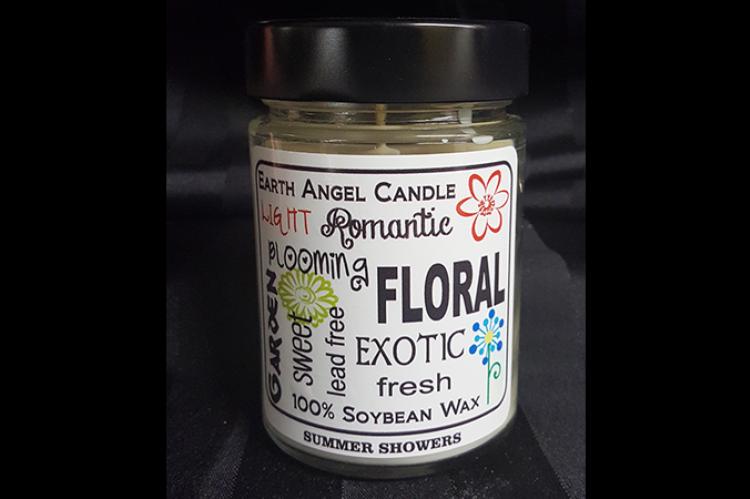 EARTH ANGEL CANDLE
LIGHT Romantic
BLOOMiNg
FLORAL
GARDEN
sweet
lead free
EXOTIC
fresh
100% SOYBEAN WAX
SUMMER SHOWERS